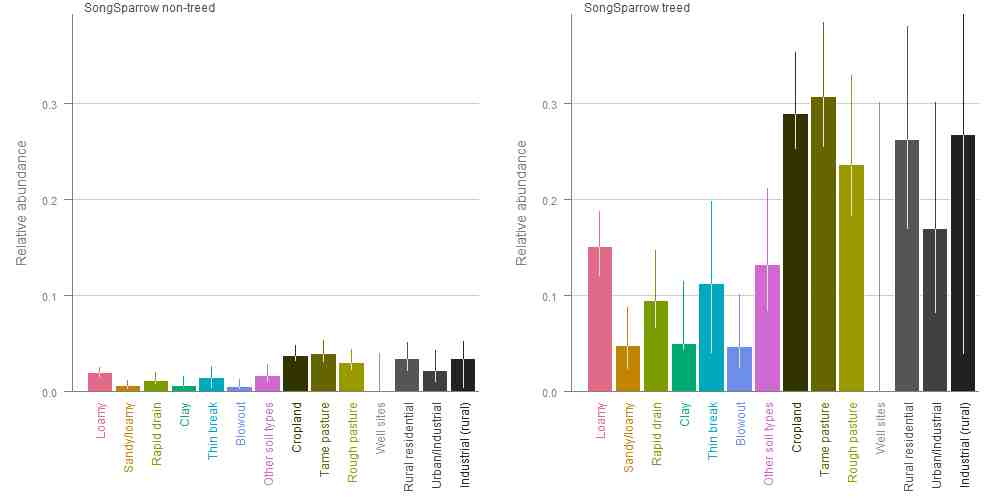 SongSparrow non-treed
Relative abundance
0.3
0.2
0.1
0.0
Loamy
Sandy/loamy
Rapid drain
Clay
Thin break
Blowout
Other soil types
Cropland
Tame pasture
Rough pasture
Well sites
Rural residential
Urban/Industrial
Industrial (rural)
SongSparrow treed
Relative abundance
0.3
0.2
0.1
0.0
Loamy
Sandy/loamy
Rapid drain
Clay
Thin break
Blowout
Other soil types
Cropland
Tame pasture
Rough pasture
Well sites
Rural residential
Urban/Industrial
Industrial (rural)